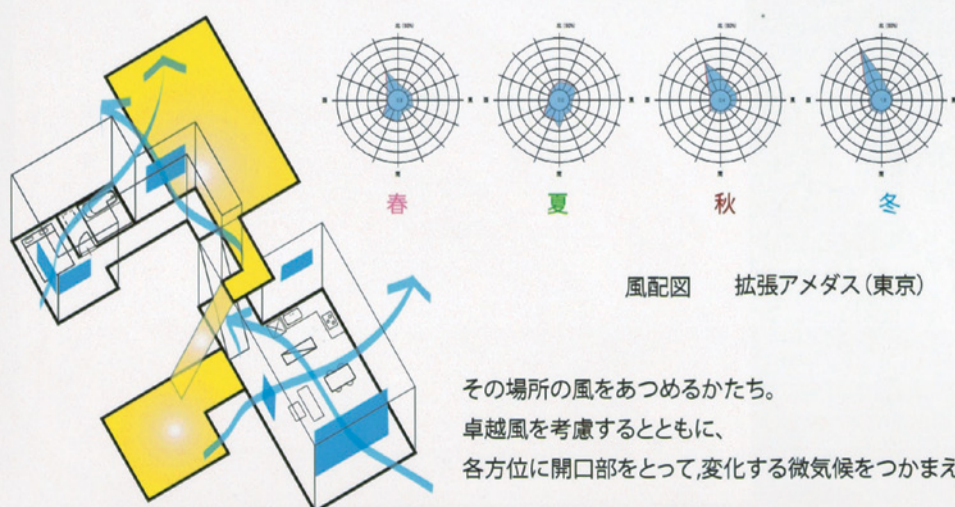 春
夏
秋
冬
風配図 拡張アメダス(東京)
その場所の風をあつめるかたち。
卓越風を考慮するとともに、
各方位に開口部をとって,変化する微気候をつかまえ